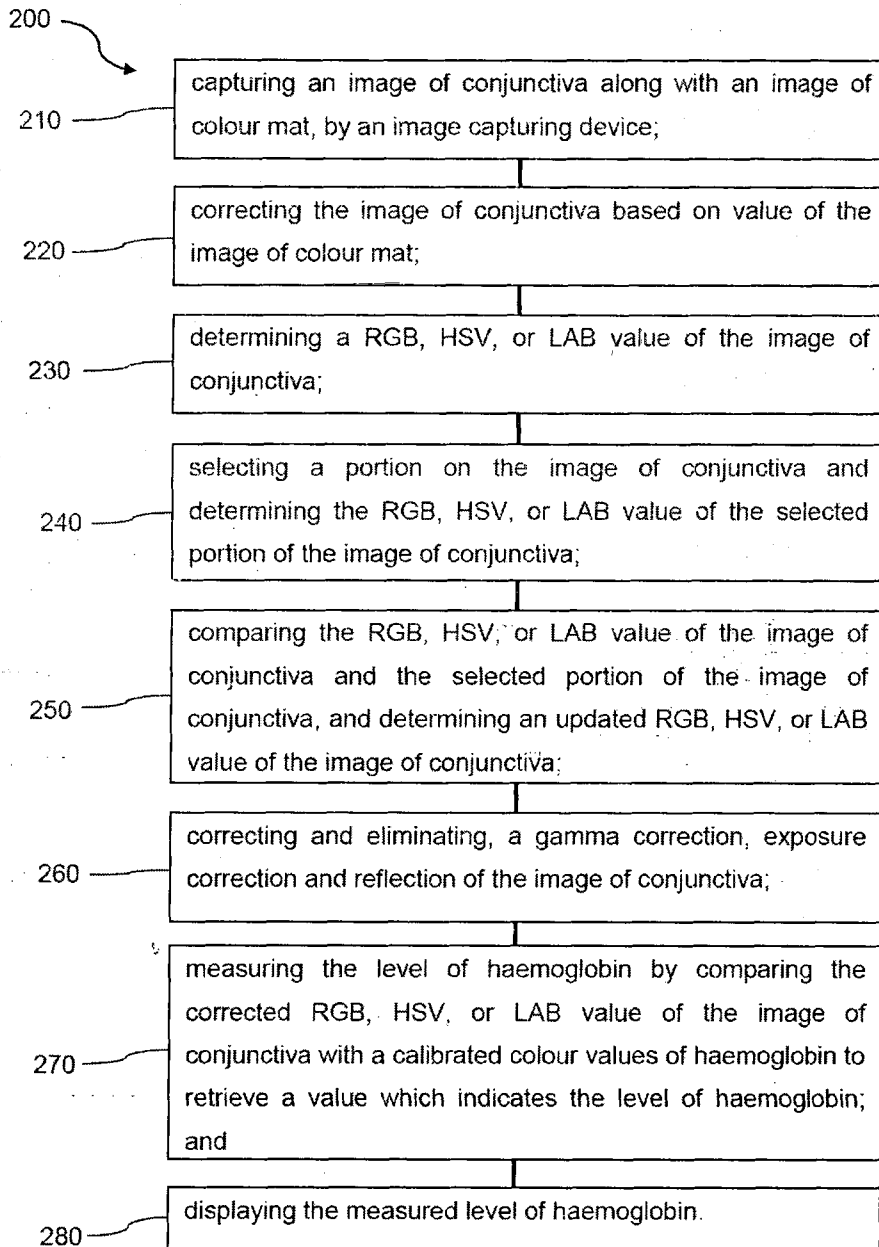 200
210
capturing an image of conjunctiva along with an image of
colour mat, by an image capturing device;
220
correcting the image of conjunctiva based on value of the
image of colour mat;
230
determining a RGB, HSV, or LAB value of the image of
conjunctiva;
240
selecting a portion on the image of conjunctiva and
determining the RGB, HSV, or LAB value of the selected
portion of the image of conjunctiva;
250
comparing the RGB, HSV, or LAB value of the image of
conjunctiva and the selected portion of the image of
conjunctiva, and determining an updated RGB, HSV, or LAB
value of the image of conjunctiva;
260
correcting and eliminating, a gamma correction, exposure
correction and reflection of the image of conjunctiva;
270
measuring the level of haemoglobin by comparing the
corrected RGB, HSV, or LAB value of the image of
conjunctiva with a calibrated colour values of haemoglobin to
retrieve a value which indicates the level of haemoglobin;
and
280
displaying the measured level of haemoglobin.